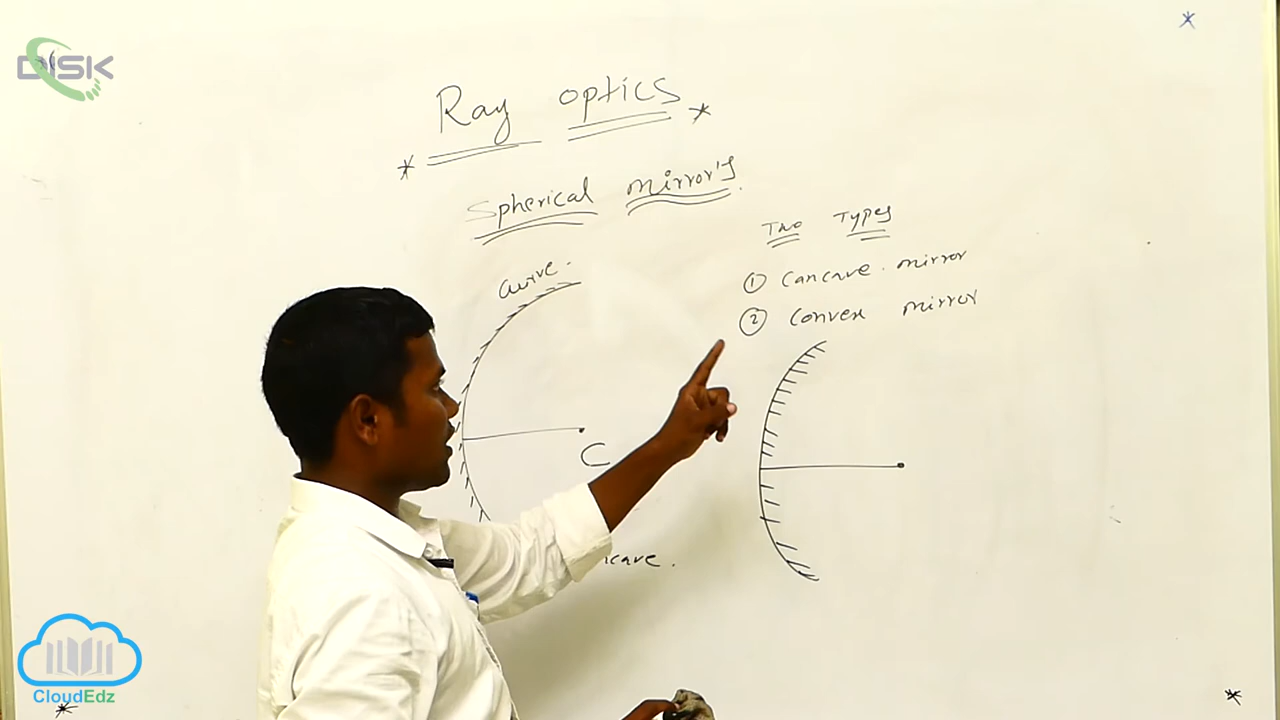 DISK
Ray optics
Spherical mirror's
Two Types
① Concave mirror
② Convex mirror
Curve
C
cave.
CloudEdz